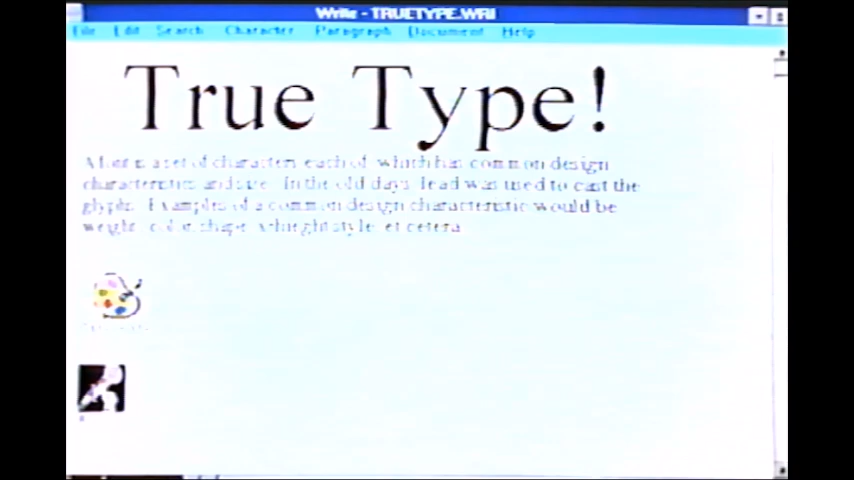 Write - TRUETYPE.WRI
File Edit Search Character Paragraph Document Help
True Type!
A font is a set of characters each of which has common design
characteristics and size. In the old days, lead was used to cast the
glyphs. Examples of a common design characteristic would be
weight, color, shape, x-height style, et cetera